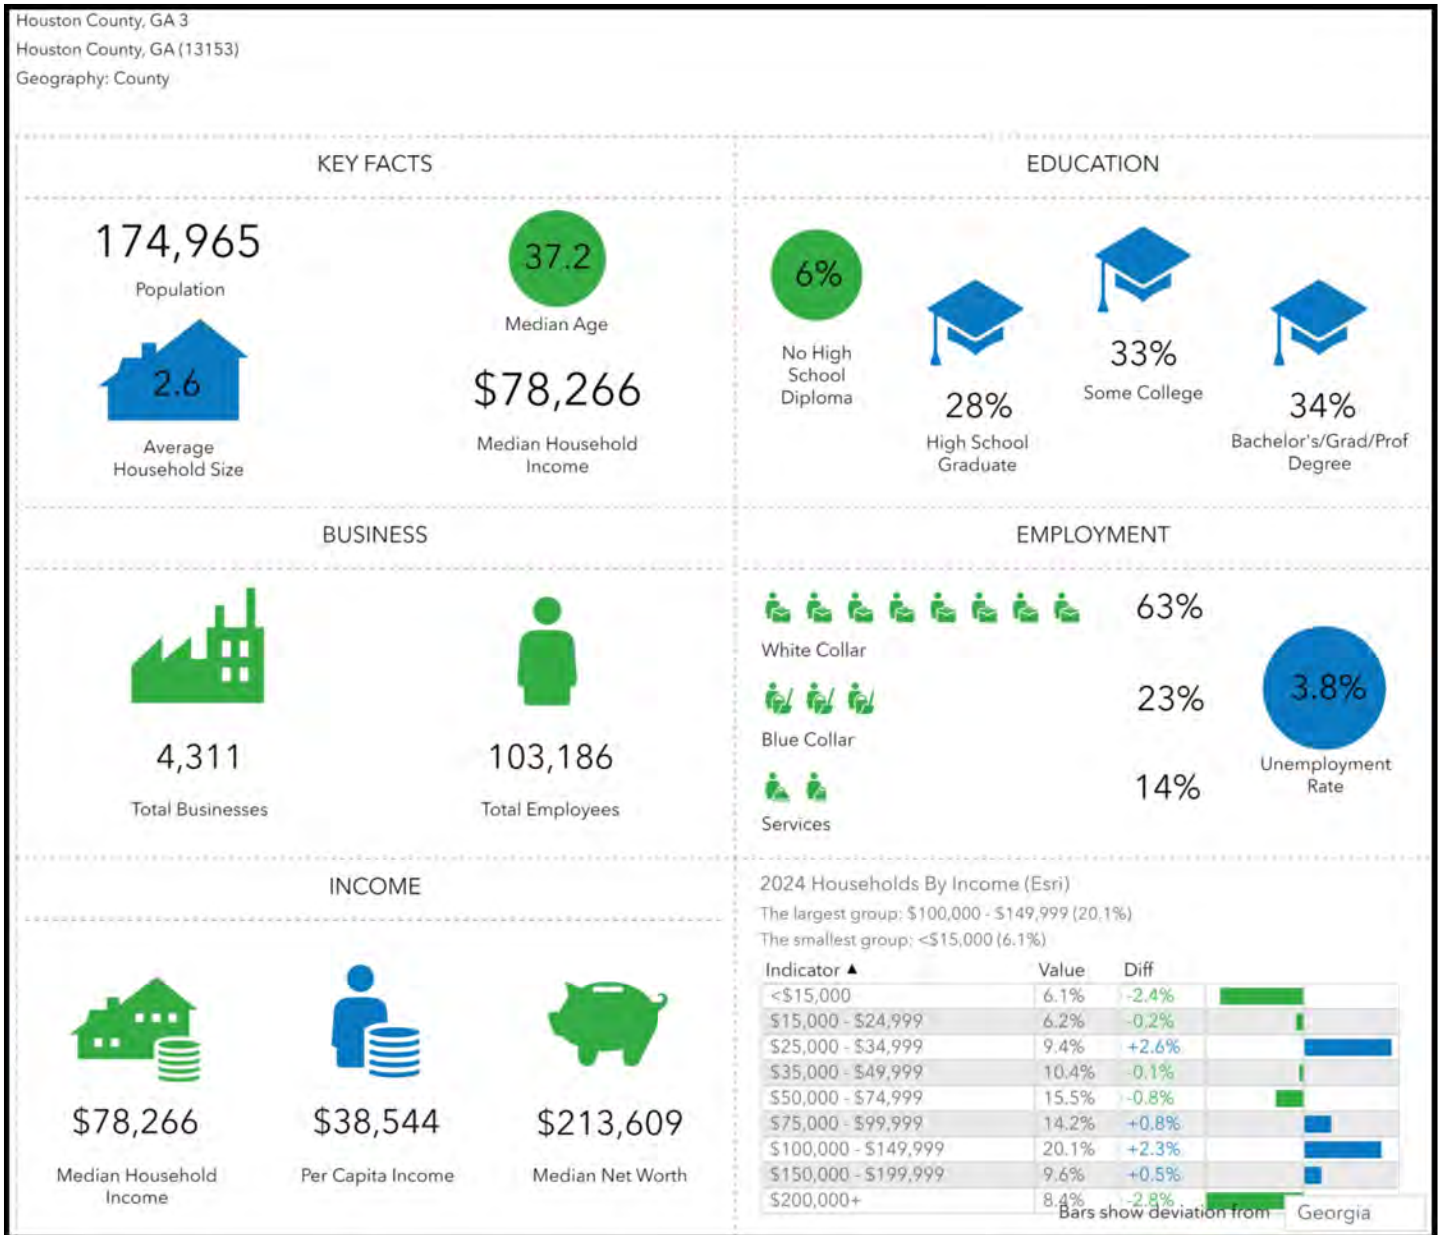 Houston County, GA 3
Houston County, GA (13153)
Geography: County
KEY FACTS
174,965
Population
37.2
Median Age
2.6
Average
Household Size
$78,266
Median Household
Income
EDUCATION
6%
No High
School
Diploma
28%
High School
Graduate
33%
Some College
34%
Bachelor's/Grad/Prof
Degree
BUSINESS
4,311
Total Businesses
103,186
Total Employees
EMPLOYMENT
63%
White Collar
23%
Blue Collar
14%
Services
3.8%
Unemployment
Rate
INCOME
$78,266
Median Household
Income
$38,544
Per Capita Income
$213,609
Median Net Worth
2024 Households By Income (Esri)
The largest group: $100,000 - $149,999 (20.1%)
The smallest group: <$15,000 (6.1%)
Indicator ▲ Value Diff
<$15,000 6.1% -2.4%
$15,000 - $24,999 6.2% -0.2%
$25,000 - $34,999 9.4% +2.6%
$35,000 - $49,999 10.4% -0.1%
$50,000 - $74,999 15.5% -0.8%
$75,000 - $99,999 14.2% +0.8%
$100,000 - $149,999 20.1% +2.3%
$150,000 - $199,999 9.6% +0.5%
$200,000+ 8.4% -2.8%
Bars show deviation from Georgia